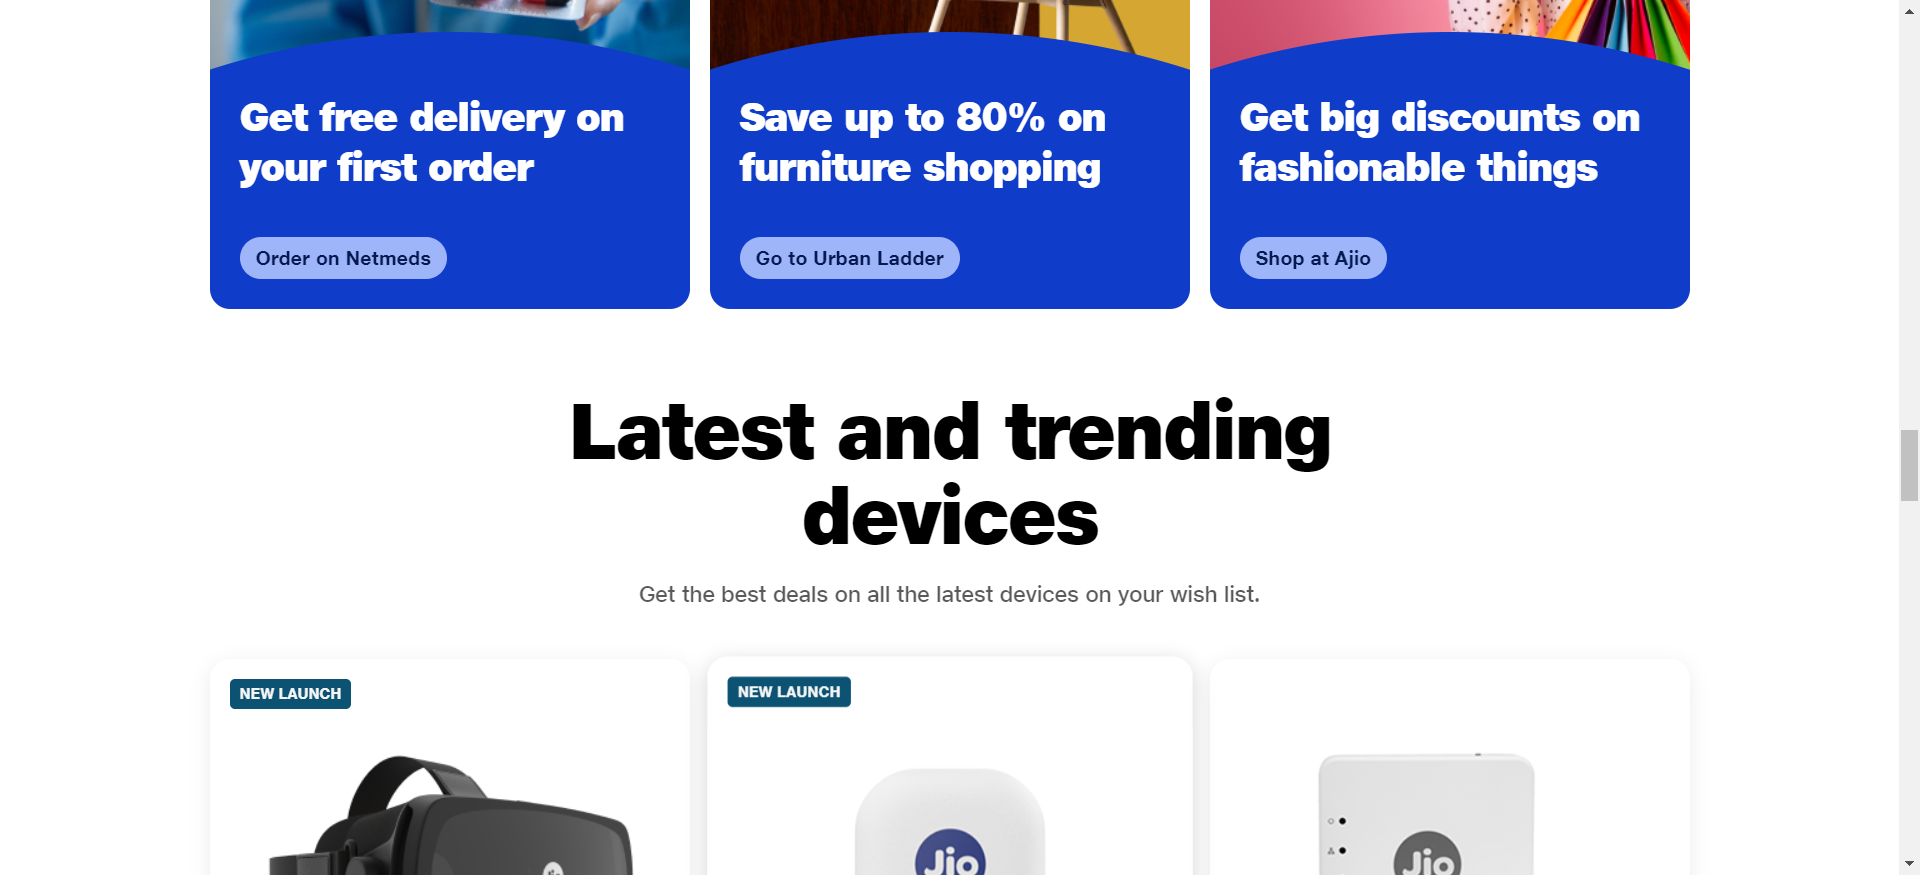 Get free delivery on
your first order
Order on Netmeds
Save up to 80% on
furniture shopping
Go to Urban Ladder
Get big discounts on
fashionable things
Shop at Ajio
Latest and trending
devices
Get the best deals on all the latest devices on your wish list.
NEW LAUNCH
NEW LAUNCH
Jio
Jio